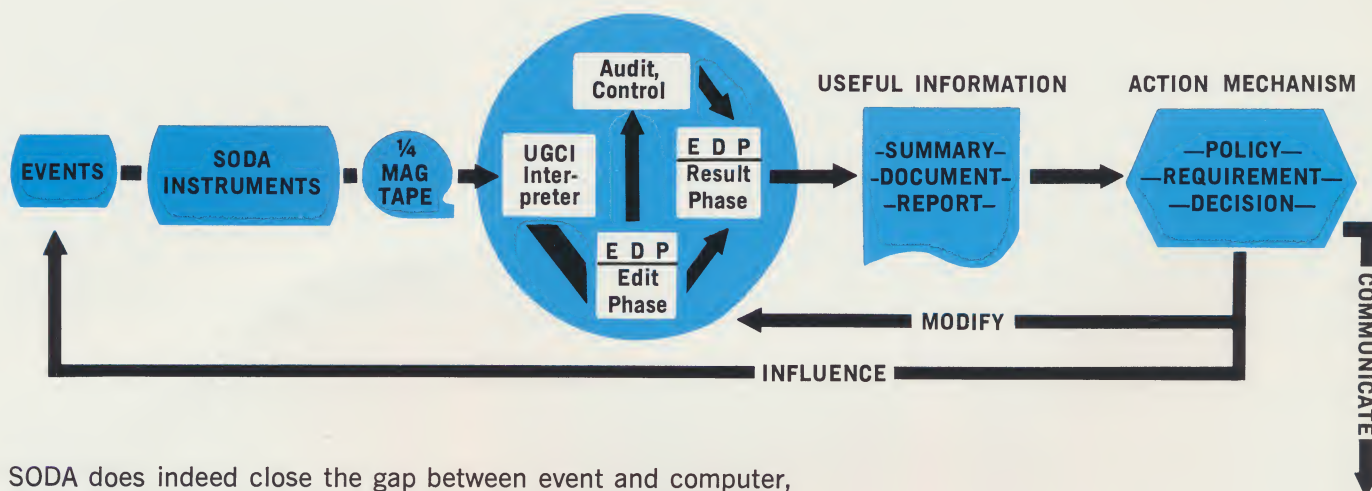 EVENTS
SODA
INSTRUMENTS
¼
MAG
TAPE
UGCI
Inter-
preter
Audit,
Control
E D P
Edit
Phase
E D P
Result
Phase
USEFUL INFORMATION
–SUMMARY–
–DOCUMENT–
–REPORT–
ACTION MECHANISM
—POLICY—
—REQUIREMENT—
—DECISION—
MODIFY
INFLUENCE
COMMUNICATE
SODA does indeed close the gap between event and computer,